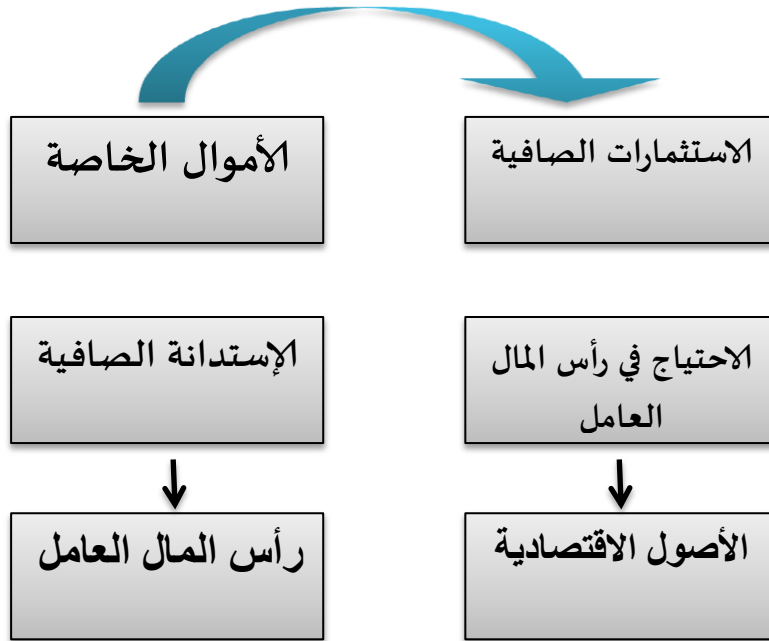 الاستثمارات الصافية
الأموال الخاصة
الاحتياج في رأس المال
العامل
الإستدانة الصافية
الأصول الاقتصادية
رأس المال العامل